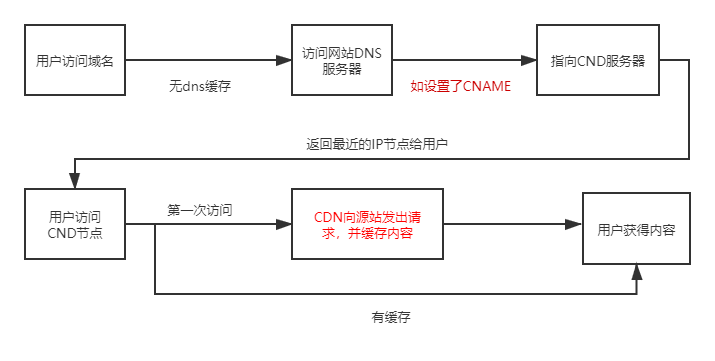 用户访问域名
无dns缓存
访问网站DNS
服务器
如设置了CNAME
指向CND服务器
返回最近的IP节点给用户
用户访问
CND节点
第一次访问
CDN向源站发出请
求，并缓存内容
用户获得内容
有缓存